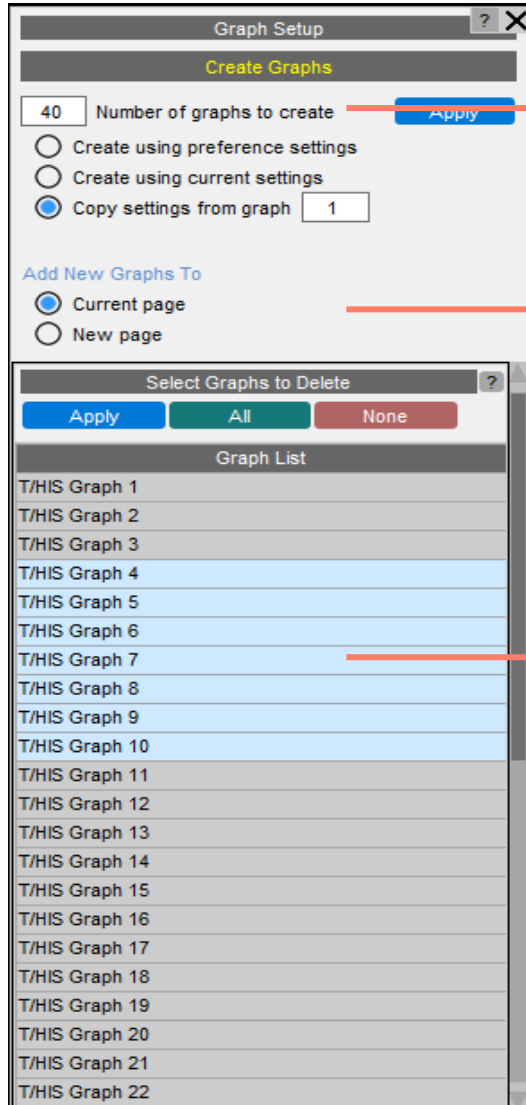 Graph Setup ? X
Create Graphs
40 Number of graphs to create Apply
Create using preference settings
Create using current settings
Copy settings from graph 1
Add New Graphs To
Current page
New page
Select Graphs to Delete ?
Apply All None
Graph List
T/HIS Graph 1
T/HIS Graph 2
T/HIS Graph 3
T/HIS Graph 4
T/HIS Graph 5
T/HIS Graph 6
T/HIS Graph 7
T/HIS Graph 8
T/HIS Graph 9
T/HIS Graph 10
T/HIS Graph 11
T/HIS Graph 12
T/HIS Graph 13
T/HIS Graph 14
T/HIS Graph 15
T/HIS Graph 16
T/HIS Graph 17
T/HIS Graph 18
T/HIS Graph 19
T/HIS Graph 20
T/HIS Graph 21
T/HIS Graph 22